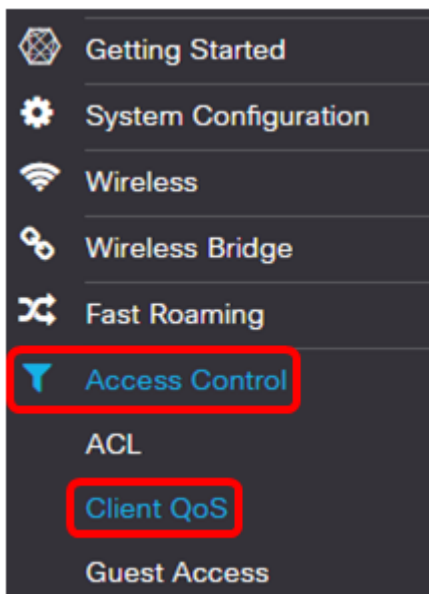 Getting Started
System Configuration
Wireless
Wireless Bridge
Fast Roaming
Access Control
ACL
Client QoS
Guest Access